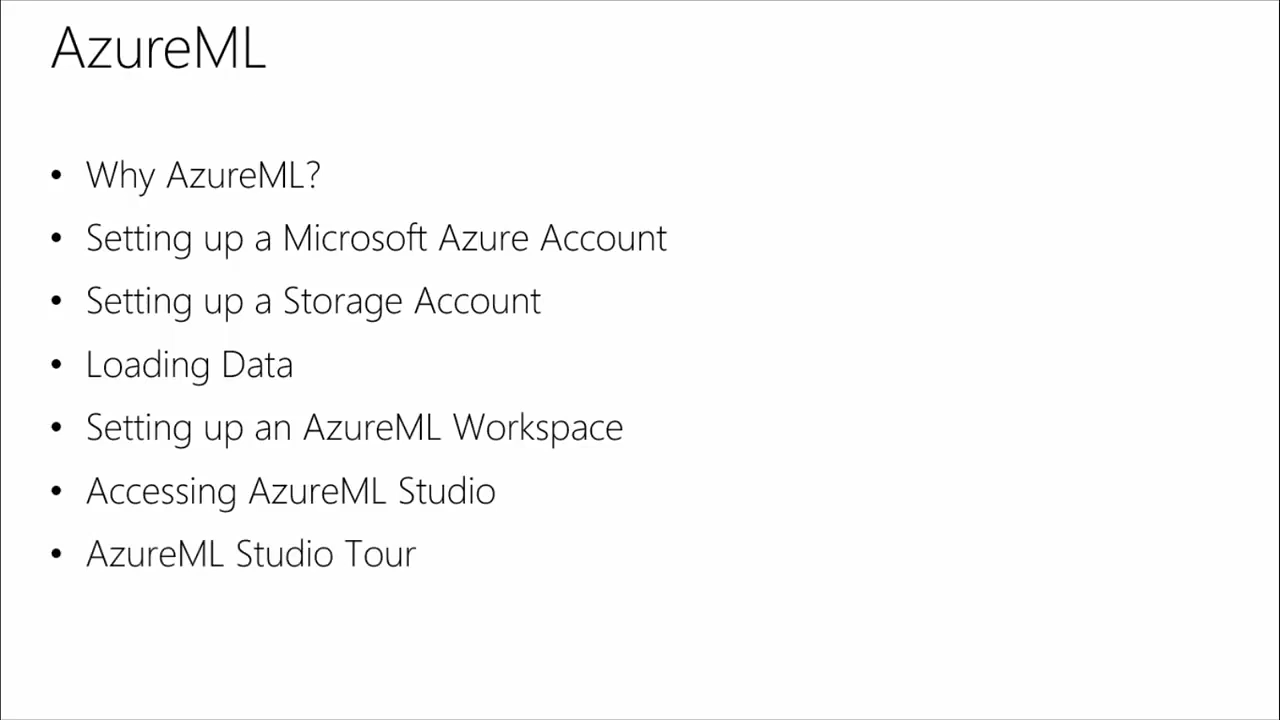 AzureML
• Why AzureML?
• Setting up a Microsoft Azure Account
• Setting up a Storage Account
• Loading Data
• Setting up an AzureML Workspace
• Accessing AzureML Studio
• AzureML Studio Tour